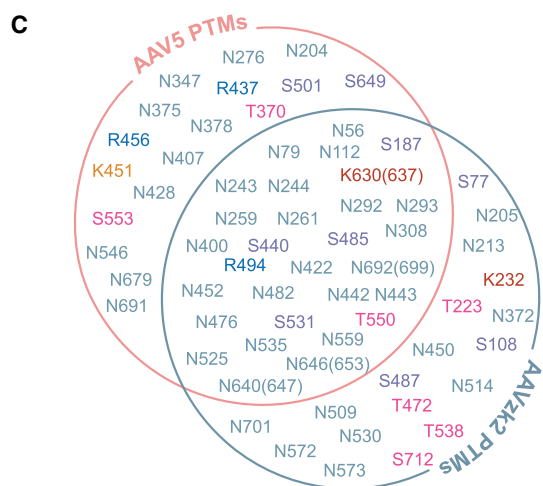 C
AAV5 PTMs
N276 N204
N347 R437 S501 S649
N375 T370
R456 N378
N407
K451
N428
S553
N546
N679
N691
N56
S187
N79 N112
K630(637)
N243 N244
N292 N293
N259 N261
N308
N400 S440 S485
R494 N422 N692(699)
N452 N482 N442 N443
N476 S531 T550
N535 N559
N525 N646(653)
N640(647)
S77
N205
N213
K232
T223
N372
N450 S108
S487 N514
T472
N509
N701 N530 T538
N572
N573 S712
AAVzk2 PTMs